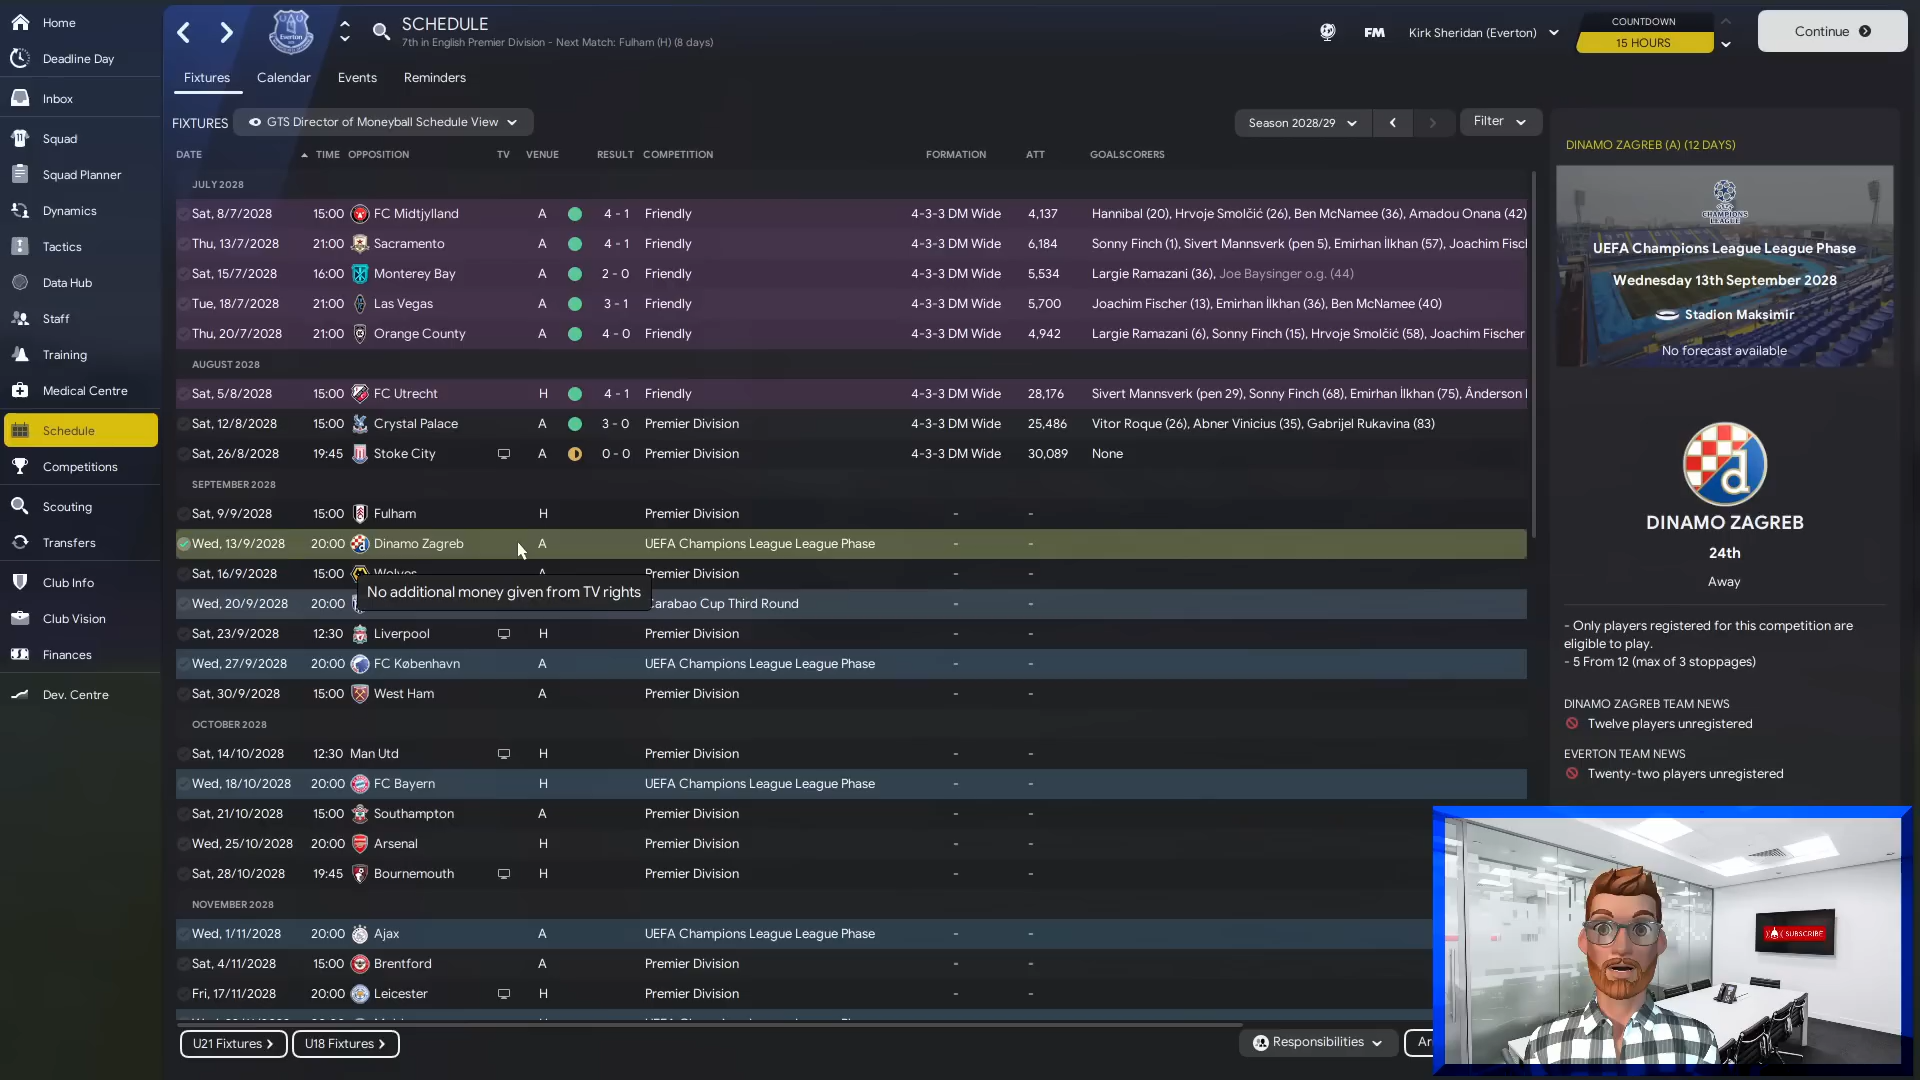 Home
Deadline Day
Inbox
Squad
Squad Planner
Dynamics
Tactics
Data Hub
Staff
Training
Medical Centre
Schedule
Competitions
Scouting
Transfers
Club Info
Club Vision
Finances
Dev. Centre
Everton
SCHEDULE
7th in English Premier Division - Next Match: Fulham (H) (8 days)
FM
Kirk Sheridan (Everton)
COUNTDOWN
15 HOURS
Continue
Fixtures Calendar Events Reminders
FIXTURES GTS Director of Moneyball Schedule View
Season 2028/29
Filter
DATE TIME OPPOSITION TV VENUE RESULT COMPETITION FORMATION ATT GOALSCORERS
JULY 2028
Sat, 8/7/2028 15:00 FC Midtjylland A 4 - 1 Friendly 4-3-3 DM Wide 4,137 Hannibal (20), Hrvoje Smolčić (26), Ben McNamee (36), Amadou Onana (42)
Thu, 13/7/2028 21:00 Sacramento A 4 - 1 Friendly 4-3-3 DM Wide 6,184 Sonny Finch (1), Sivert Mannsverk (pen 5), Emirhan İlkhan (57), Joachim Fisc
Sat, 15/7/2028 16:00 Monterey Bay A 2 - 0 Friendly 4-3-3 DM Wide 5,534 Largie Ramazani (36), Joe Baysinger o.g. (44)
Tue, 18/7/2028 21:00 Las Vegas A 3 - 1 Friendly 4-3-3 DM Wide 5,700 Joachim Fischer (13), Emirhan İlkhan (36), Ben McNamee (40)
Thu, 20/7/2028 21:00 Orange County A 4 - 0 Friendly 4-3-3 DM Wide 4,942 Largie Ramazani (6), Sonny Finch (15), Hrvoje Smolčić (58), Joachim Fischer
AUGUST 2028
Sat, 5/8/2028 15:00 FC Utrecht H 4 - 1 Friendly 4-3-3 DM Wide 28,176 Sivert Mannsverk (pen 29), Sonny Finch (68), Emirhan İlkhan (75), Ânderson
Sat, 12/8/2028 15:00 Crystal Palace A 3 - 0 Premier Division 4-3-3 DM Wide 25,486 Vitor Roque (26), Abner Vinicius (35), Gabrijel Rukavina (83)
Sat, 26/8/2028 19:45 Stoke City A 0 - 0 Premier Division 4-3-3 DM Wide 30,089 None
SEPTEMBER 2028
Sat, 9/9/2028 15:00 Fulham H Premier Division - -
Wed, 13/9/2028 20:00 Dinamo Zagreb A UEFA Champions League League Phase - -
Sat, 16/9/2028 15:00 Wolves A Premier Division - -
No additional money given from TV rights
Wed, 20/9/2028 20:00 Carabao Cup Third Round - -
Sat, 23/9/2028 12:30 Liverpool H Premier Division - -
Wed, 27/9/2028 20:00 FC København A UEFA Champions League League Phase - -
Sat, 30/9/2028 15:00 West Ham A Premier Division - -
OCTOBER 2028
Sat, 14/10/2028 12:30 Man Utd H Premier Division - -
Wed, 18/10/2028 20:00 FC Bayern H UEFA Champions League League Phase - -
Sat, 21/10/2028 15:00 Southampton A Premier Division - -
Wed, 25/10/2028 20:00 Arsenal H Premier Division - -
Sat, 28/10/2028 19:45 Bournemouth H Premier Division - -
NOVEMBER 2028
Wed, 1/11/2028 20:00 Ajax A UEFA Champions League League Phase - -
Sat, 4/11/2028 15:00 Brentford A Premier Division - -
Fri, 17/11/2028 20:00 Leicester H Premier Division - -
U21 Fixtures U18 Fixtures
Responsibilities
DINAMO ZAGREB (A) (12 DAYS)
CHAMPIONS LEAGUE
UEFA Champions League League Phase
Wednesday 13th September 2028
Stadion Maksimir
No forecast available
DINAMO ZAGREB
24th
Away
- Only players registered for this competition are
eligible to play.
- 5 From 12 (max of 3 stoppages)
DINAMO ZAGREB TEAM NEWS
Twelve players unregistered
EVERTON TEAM NEWS
Twenty-two players unregistered
SUBSCRIBE